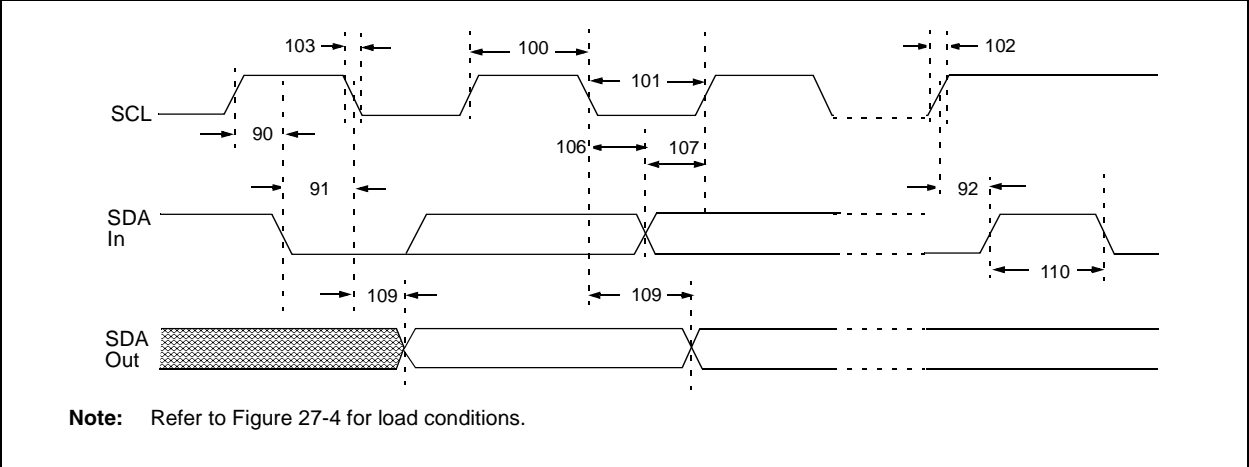 103
100
102
101
SCL
90
106
107
91
92
SDA
In
110
109
109
SDA
Out
Note: Refer to Figure 27-4 for load conditions.